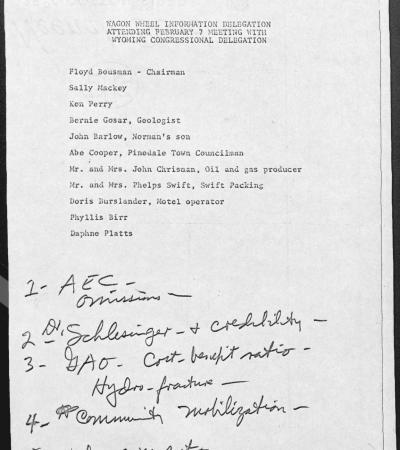 WAGON WHEEL INFORMATION DELEGATION
ATTENDING FEBRUARY 7 MEETING WITH
WYOMING CONGRESSIONAL DELEGATION
Floyd Bousman - Chairman
Sally Mackey
Ken Perry
Bernie Gosar, Geologist
John Barlow, Norman's son
Abe Cooper, Pinedale Town Councilman
Mr. and Mrs. John Chrisman, Oil and gas producer
Mr. and Mrs. Phelps Swift, Swift Packing
Doris Burslander, Motel operator
Phyllis Birr
Daphne Platts
1- AEC -
omissions -
2 Dr. Schlesinger - + credibility -
3- GAO - Cost-benefit ratio -
Hydro-fracture -
4- Community mobilization -